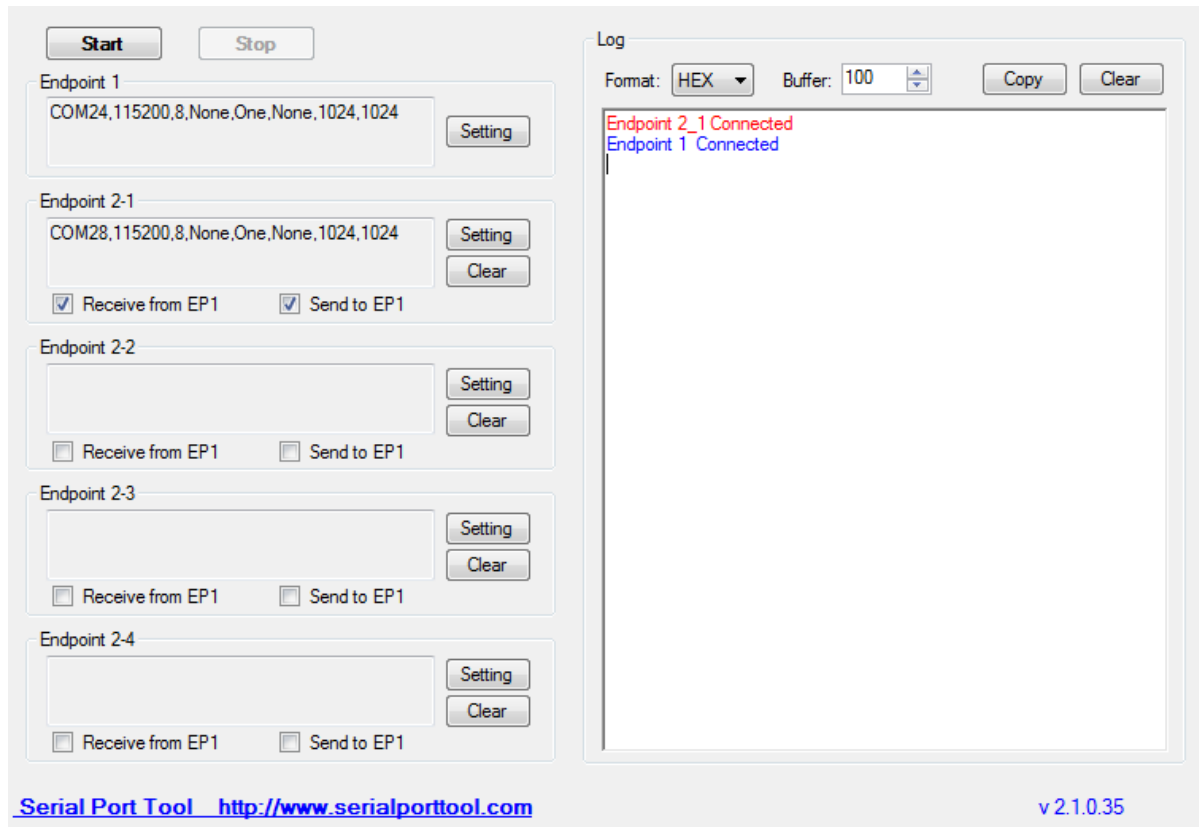 Start Stop
Endpoint 1
COM24,115200,8,None,One,None,1024,1024
Setting
Endpoint 2-1
COM28,115200,8,None,One,None,1024,1024
Setting
Clear
Receive from EP1 Send to EP1
Endpoint 2-2
Setting
Clear
Receive from EP1 Send to EP1
Endpoint 2-3
Setting
Clear
Receive from EP1 Send to EP1
Endpoint 2-4
Setting
Clear
Receive from EP1 Send to EP1
Log
Format: HEX Buffer: 100 Copy Clear
Endpoint 2_1 Connected
Endpoint 1 Connected
Serial Port Tool http://www.serialporttool.com
v 2.1.0.35